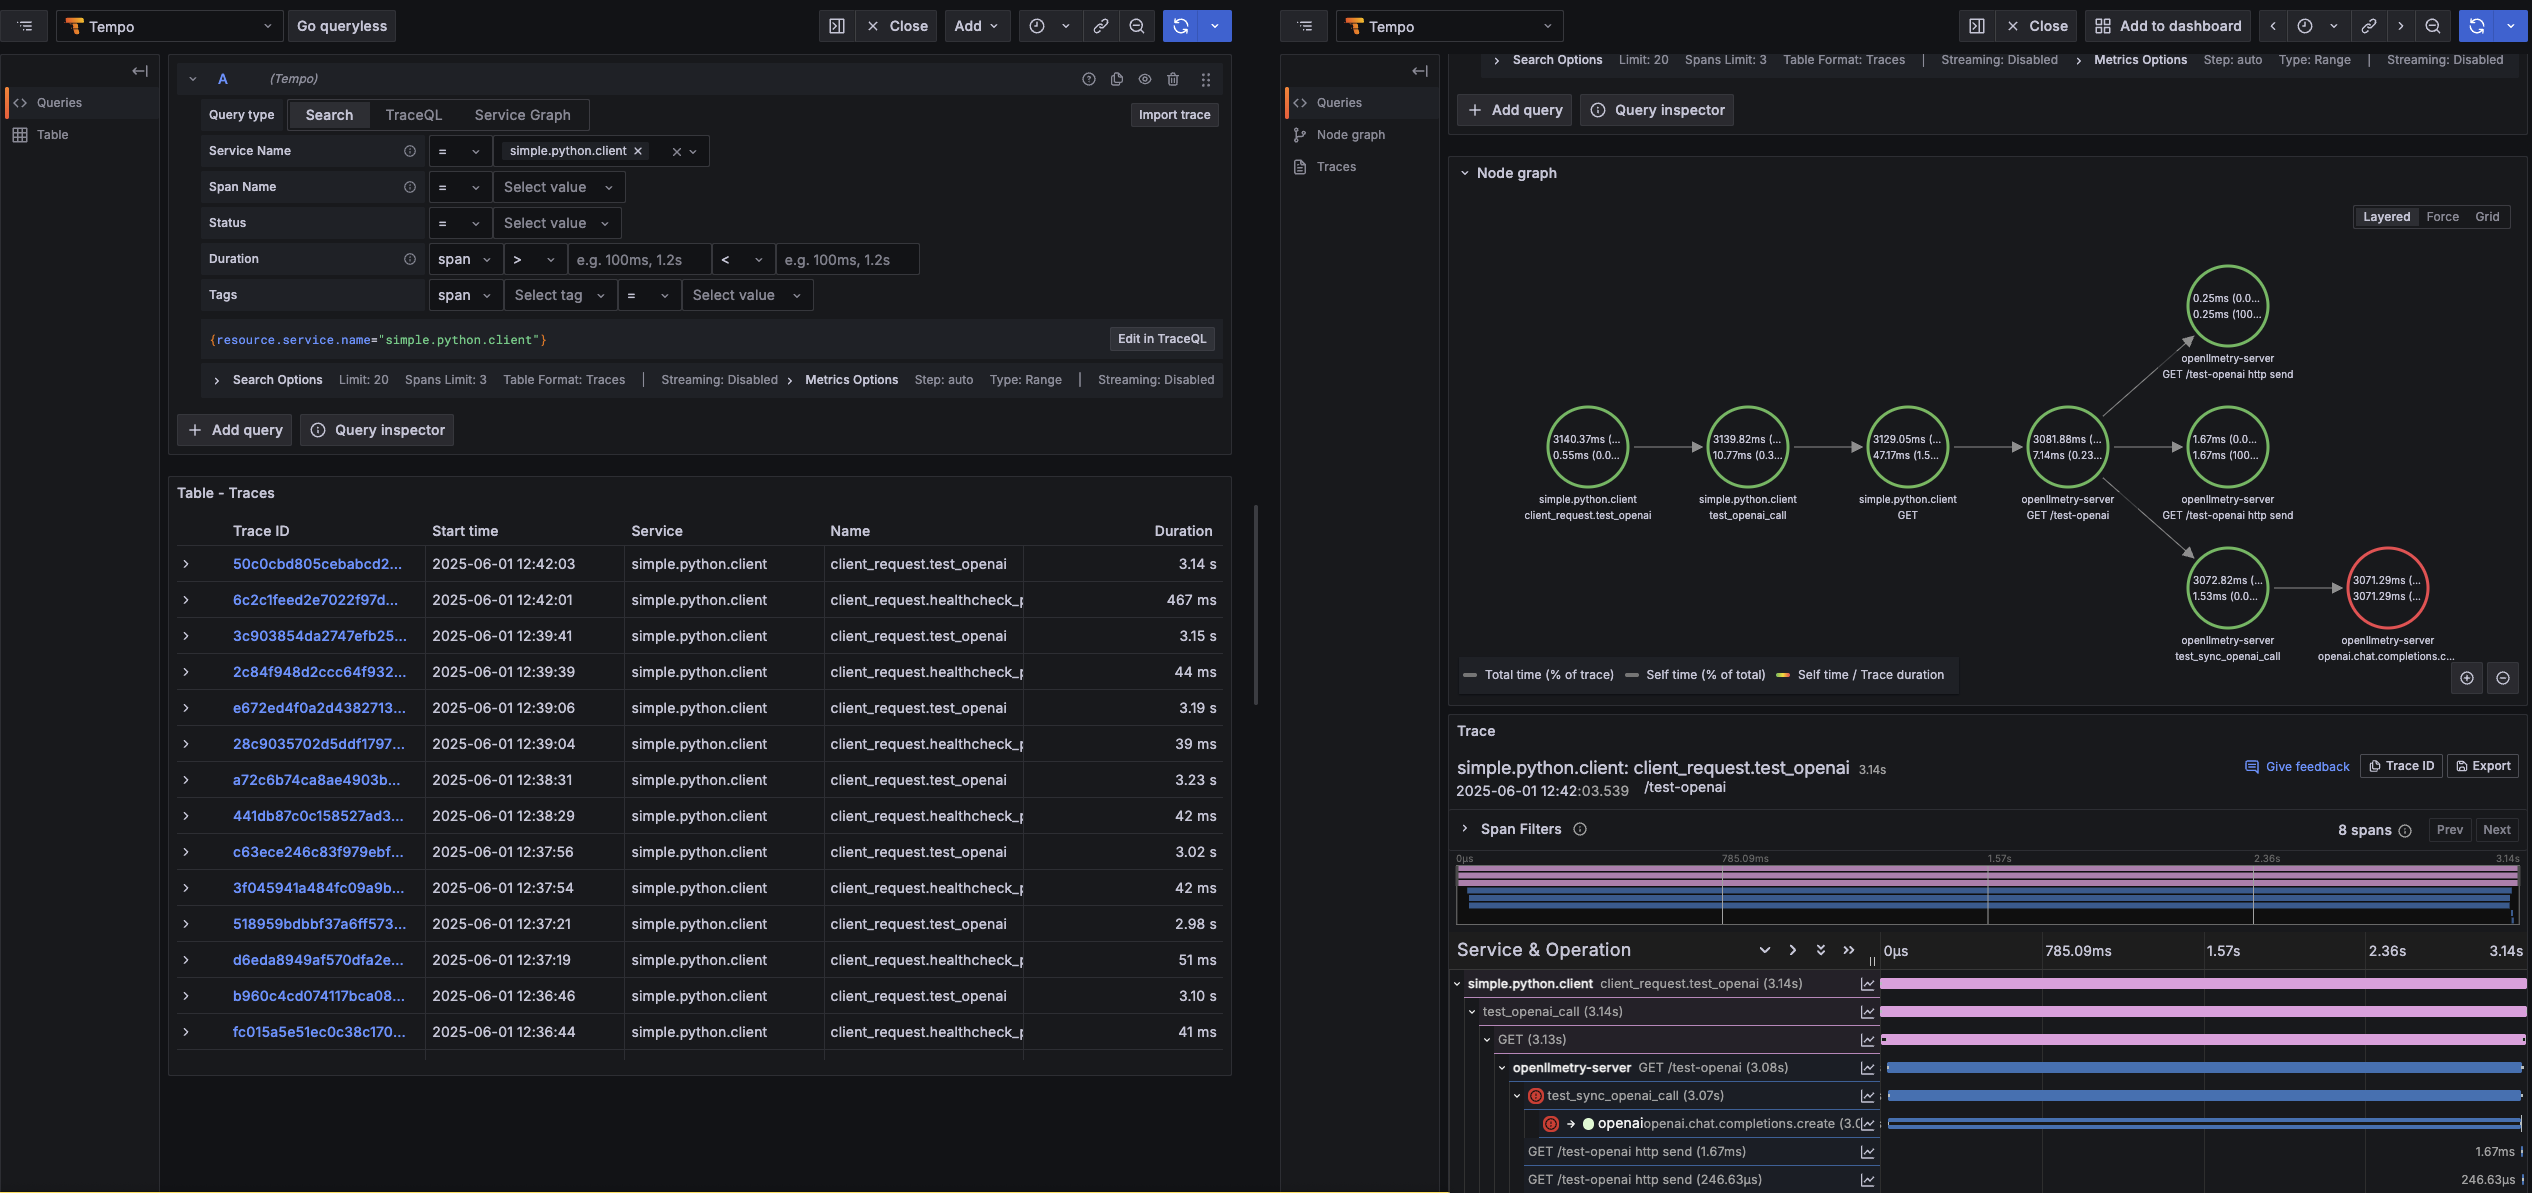 Tempo
Go queryless
Close
Add
Queries
Table
A
(Tempo)
Query type
Search
TraceQL
Service Graph
Import trace
Service Name
=
simple.python.client
Span Name
=
Select value
Status
=
Select value
Duration
span
>
e.g. 100ms, 1.2s
<
e.g. 100ms, 1.2s
Tags
span
Select tag
=
Select value
{resource.service.name="simple.python.client"}
Edit in TraceQL
Search Options Limit: 20 Spans Limit: 3 Table Format: Traces | Streaming: Disabled Metrics Options Step: auto Type: Range | Streaming: Disabled
Add query
Query inspector
Table - Traces
Trace ID Start time Service Name Duration
50c0cbd805cebabcd2... 2025-06-01 12:42:03 simple.python.client client_request.test_openai 3.14 s
6c2c1feed2e7022f97d... 2025-06-01 12:42:01 simple.python.client client_request.healthcheck_p 467 ms
3c903854da2747efb25... 2025-06-01 12:39:41 simple.python.client client_request.test_openai 3.15 s
2c84f948d2ccc64f932... 2025-06-01 12:39:39 simple.python.client client_request.healthcheck_p 44 ms
e672ed4f0a2d4382713... 2025-06-01 12:39:06 simple.python.client client_request.test_openai 3.19 s
28c9035702d5ddf1797... 2025-06-01 12:39:04 simple.python.client client_request.healthcheck_p 39 ms
a72c6b74ca8ae4903b... 2025-06-01 12:38:31 simple.python.client client_request.test_openai 3.23 s
441db87c0c158527ad3... 2025-06-01 12:38:29 simple.python.client client_request.healthcheck_p 42 ms
c63ece246c83f979ebf... 2025-06-01 12:37:56 simple.python.client client_request.test_openai 3.02 s
3f045941a484fc09a9b... 2025-06-01 12:37:54 simple.python.client client_request.healthcheck_p 42 ms
518959bdbbf37a6ff573... 2025-06-01 12:37:21 simple.python.client client_request.test_openai 2.98 s
d6eda8949af570dfa2e... 2025-06-01 12:37:19 simple.python.client client_request.healthcheck_p 51 ms
b960c4cd074117bca08... 2025-06-01 12:36:46 simple.python.client client_request.test_openai 3.10 s
fc015a5e51ec0c38c170... 2025-06-01 12:36:44 simple.python.client client_request.healthcheck_p 41 ms
Tempo
Close
Add to dashboard
Queries
Node graph
Traces
Search Options Limit: 20 Spans Limit: 3 Table Format: Traces | Streaming: Disabled Metrics Options Step: auto Type: Range | Streaming: Disabled
Add query
Query inspector
Node graph
Layered Force Grid
0.25ms (0.0...
0.25ms (100...
openllmetry-server
GET /test-openai http send
3140.37ms (...
0.55ms (0.0...
simple.python.client
client_request.test_openai
3139.82ms (...
10.77ms (0.3...
simple.python.client
test_openai_call
3129.05ms (...
47.17ms (1.5...
simple.python.client
GET
3081.88ms (...
7.14ms (0.23...
openllmetry-server
GET /test-openai
1.67ms (0.0...
1.67ms (100...
openllmetry-server
GET /test-openai http send
3072.82ms (...
1.53ms (0.0...
openllmetry-server
test_sync_openai_call
3071.29ms (...
3071.29ms (...
openllmetry-server
openai.chat.completions.c...
Total time (% of trace) Self time (% of total) Self time / Trace duration
Trace
simple.python.client: client_request.test_openai 3.14s
2025-06-01 12:42:03.539 /test-openai
Give feedback
Trace ID
Export
Span Filters
8 spans
Prev
Next
0µs 785.09ms 1.57s 2.36s 3.14s
Service & Operation
0µs 785.09ms 1.57s 2.36s 3.14s
simple.python.client client_request.test_openai (3.14s)
test_openai_call (3.14s)
GET (3.13s)
openllmetry-server GET /test-openai (3.08s)
test_sync_openai_call (3.07s)
openaiopenai.chat.completions.create (3.0
GET /test-openai http send (1.67ms) 1.67ms
GET /test-openai http send (246.63µs) 246.63µs